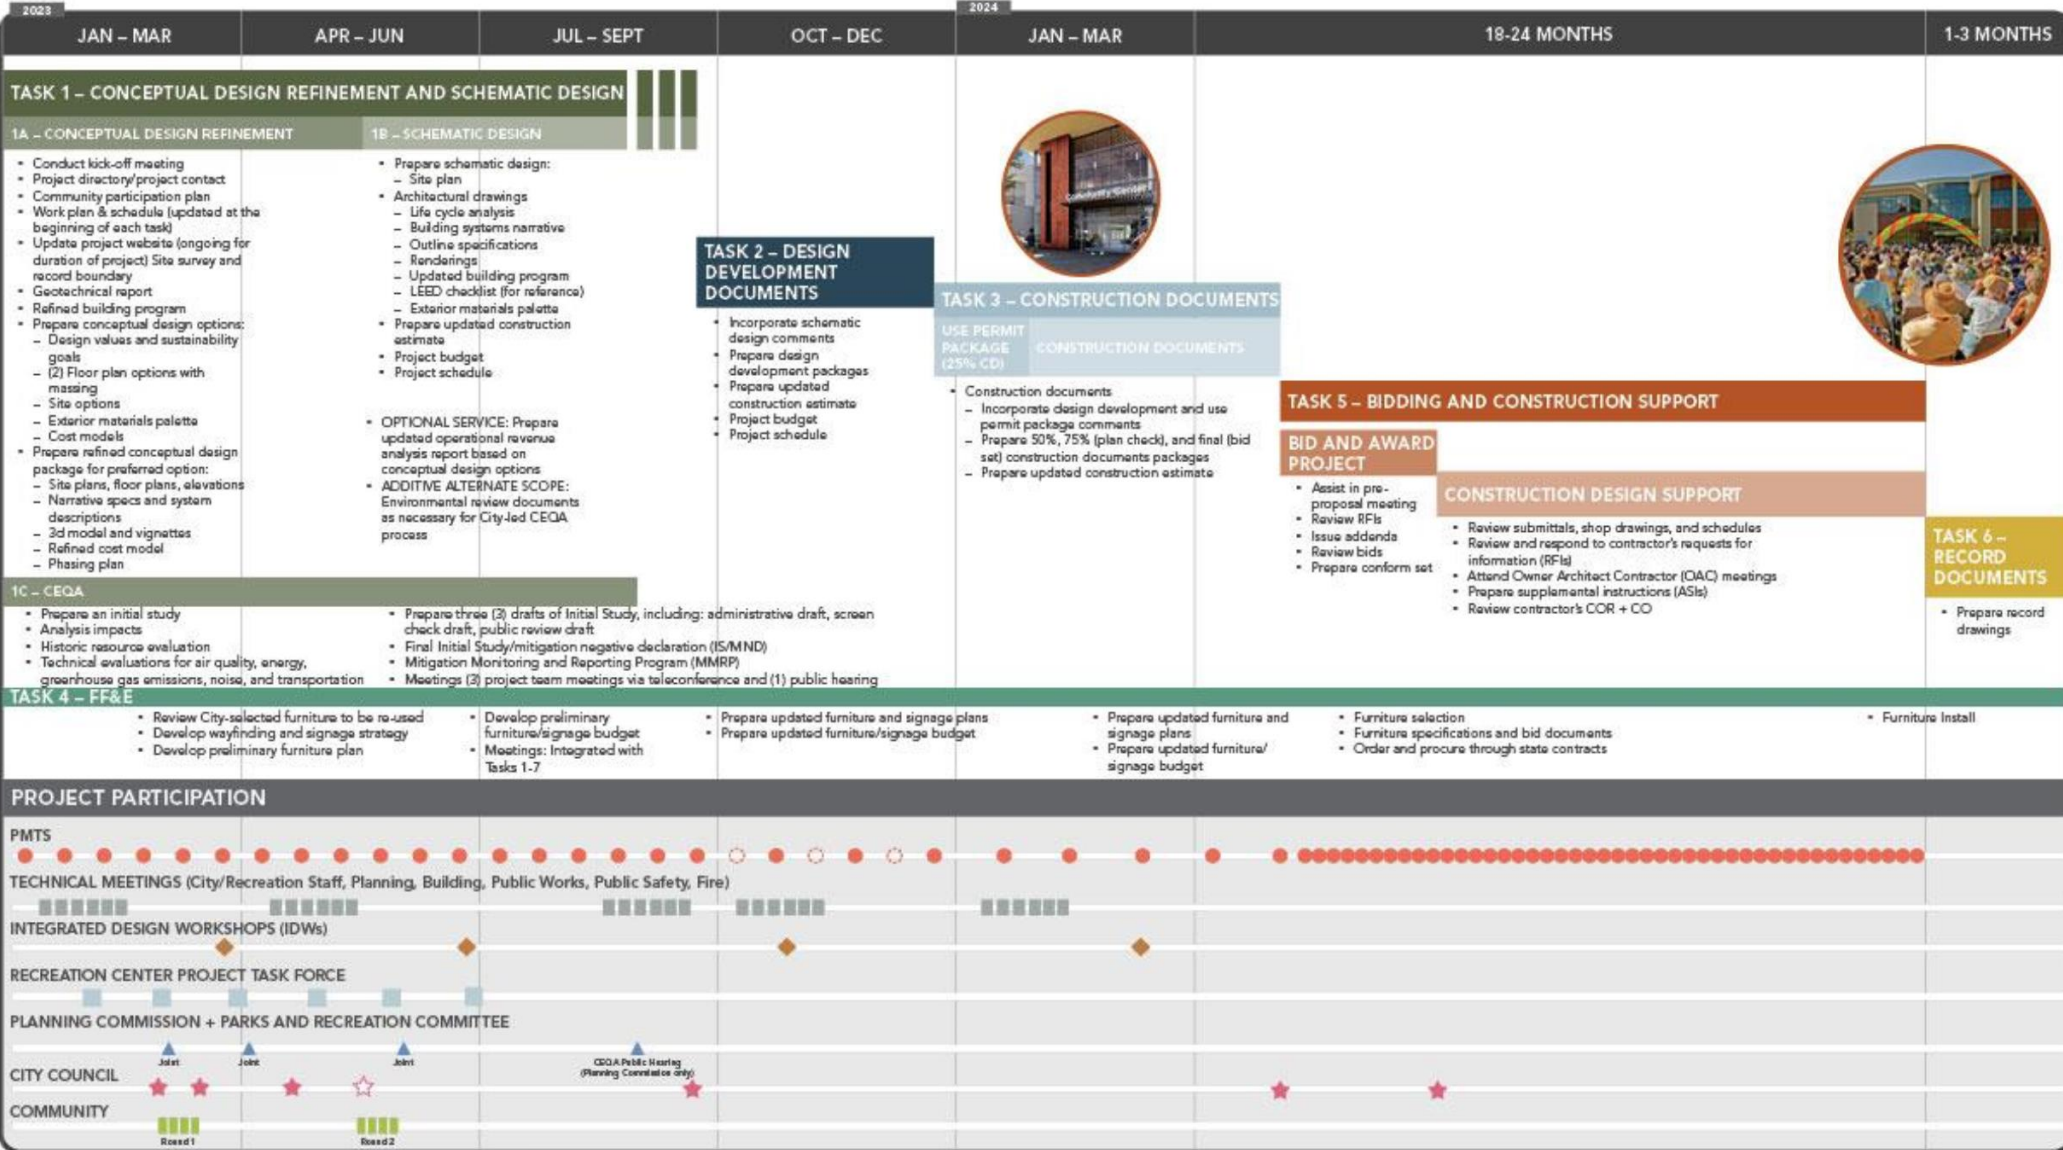 2023
2024
JAN – MAR
APR – JUN
JUL – SEPT
OCT – DEC
JAN – MAR
18-24 MONTHS
1-3 MONTHS
TASK 1 – CONCEPTUAL DESIGN REFINEMENT AND SCHEMATIC DESIGN
1A – CONCEPTUAL DESIGN REFINEMENT
• Conduct kick-off meeting
• Project directory/project contact
• Community participation plan
• Work plan & schedule (updated at the
beginning of each task)
• Update project website (ongoing for
duration of project) Site survey and
record boundary
• Geotechnical report
• Refined building program
• Prepare conceptual design options:
– Design values and sustainability
goals
– (2) Floor plan options with
massing
– Site options
– Exterior materials palette
– Cost models
• Prepare refined conceptual design
package for preferred option:
– Site plans, floor plans, elevations
– Narrative specs and system
descriptions
– 3d model and vignettes
– Refined cost model
– Phasing plan
1B – SCHEMATIC DESIGN
• Prepare schematic design:
– Site plan
• Architectural drawings
– Life cycle analysis
– Building systems narrative
– Outline specifications
– Renderings
– Updated building program
– LEED checklist (for reference)
– Exterior materials palette
• Prepare updated construction
estimate
• Project budget
• Project schedule
• OPTIONAL SERVICE: Prepare
updated operational revenue
analysis report based on
conceptual design options
• ADDITIVE ALTERNATE SCOPE:
Environmental review documents
as necessary for City-led CEQA
process
1C – CEQA
• Prepare an initial study
• Analysis impacts
• Historic resource evaluation
• Technical evaluations for air quality, energy,
greenhouse gas emissions, noise, and transportation
• Prepare three (3) drafts of Initial Study, including: administrative draft, screen
check draft, public review draft
• Final Initial Study/mitigation negative declaration (IS/MND)
• Mitigation Monitoring and Reporting Program (MMRP)
• Meetings (3) project team meetings via teleconference and (1) public hearing
TASK 2 – DESIGN
DEVELOPMENT
DOCUMENTS
• Incorporate schematic
design comments
• Prepare design
development packages
• Prepare updated
construction estimate
• Project budget
• Project schedule
Community Center
TASK 3 – CONSTRUCTION DOCUMENTS
USE PERMIT
PACKAGE
(25% CD)
CONSTRUCTION DOCUMENTS
• Construction documents
– Incorporate design development and use
permit package comments
– Prepare 50%, 75% (plan check), and final (bid
set) construction documents packages
– Prepare updated construction estimate
TASK 5 – BIDDING AND CONSTRUCTION SUPPORT
BID AND AWARD
PROJECT
• Assist in pre-
proposal meeting
• Review RFIs
• Issue addenda
• Review bids
• Prepare conform set
CONSTRUCTION DESIGN SUPPORT
• Review submittals, shop drawings, and schedules
• Review and respond to contractor's requests for
information (RFIs)
• Attend Owner Architect Contractor (OAC) meetings
• Prepare supplemental instructions (ASIs)
• Review contractor's COR + CO
TASK 6 –
RECORD
DOCUMENTS
• Prepare record
drawings
TASK 4 – FF&E
• Review City-selected furniture to be re-used
• Develop wayfinding and signage strategy
• Develop preliminary furniture plan
• Develop preliminary
furniture/signage budget
• Meetings: Integrated with
Tasks 1-7
• Prepare updated furniture and signage plans
• Prepare updated furniture/signage budget
• Prepare updated furniture and
signage plans
• Prepare updated furniture/
signage budget
• Furniture selection
• Furniture specifications and bid documents
• Order and procure through state contracts
• Furniture Install
PROJECT PARTICIPATION
PMTS
TECHNICAL MEETINGS (City/Recreation Staff, Planning, Building, Public Works, Public Safety, Fire)
INTEGRATED DESIGN WORKSHOPS (IDWs)
RECREATION CENTER PROJECT TASK FORCE
PLANNING COMMISSION + PARKS AND RECREATION COMMITTEE
Joint
Joint
Joint
CEQA Public Hearing
(Planning Commission only)
CITY COUNCIL
COMMUNITY
Round 1
Round 2